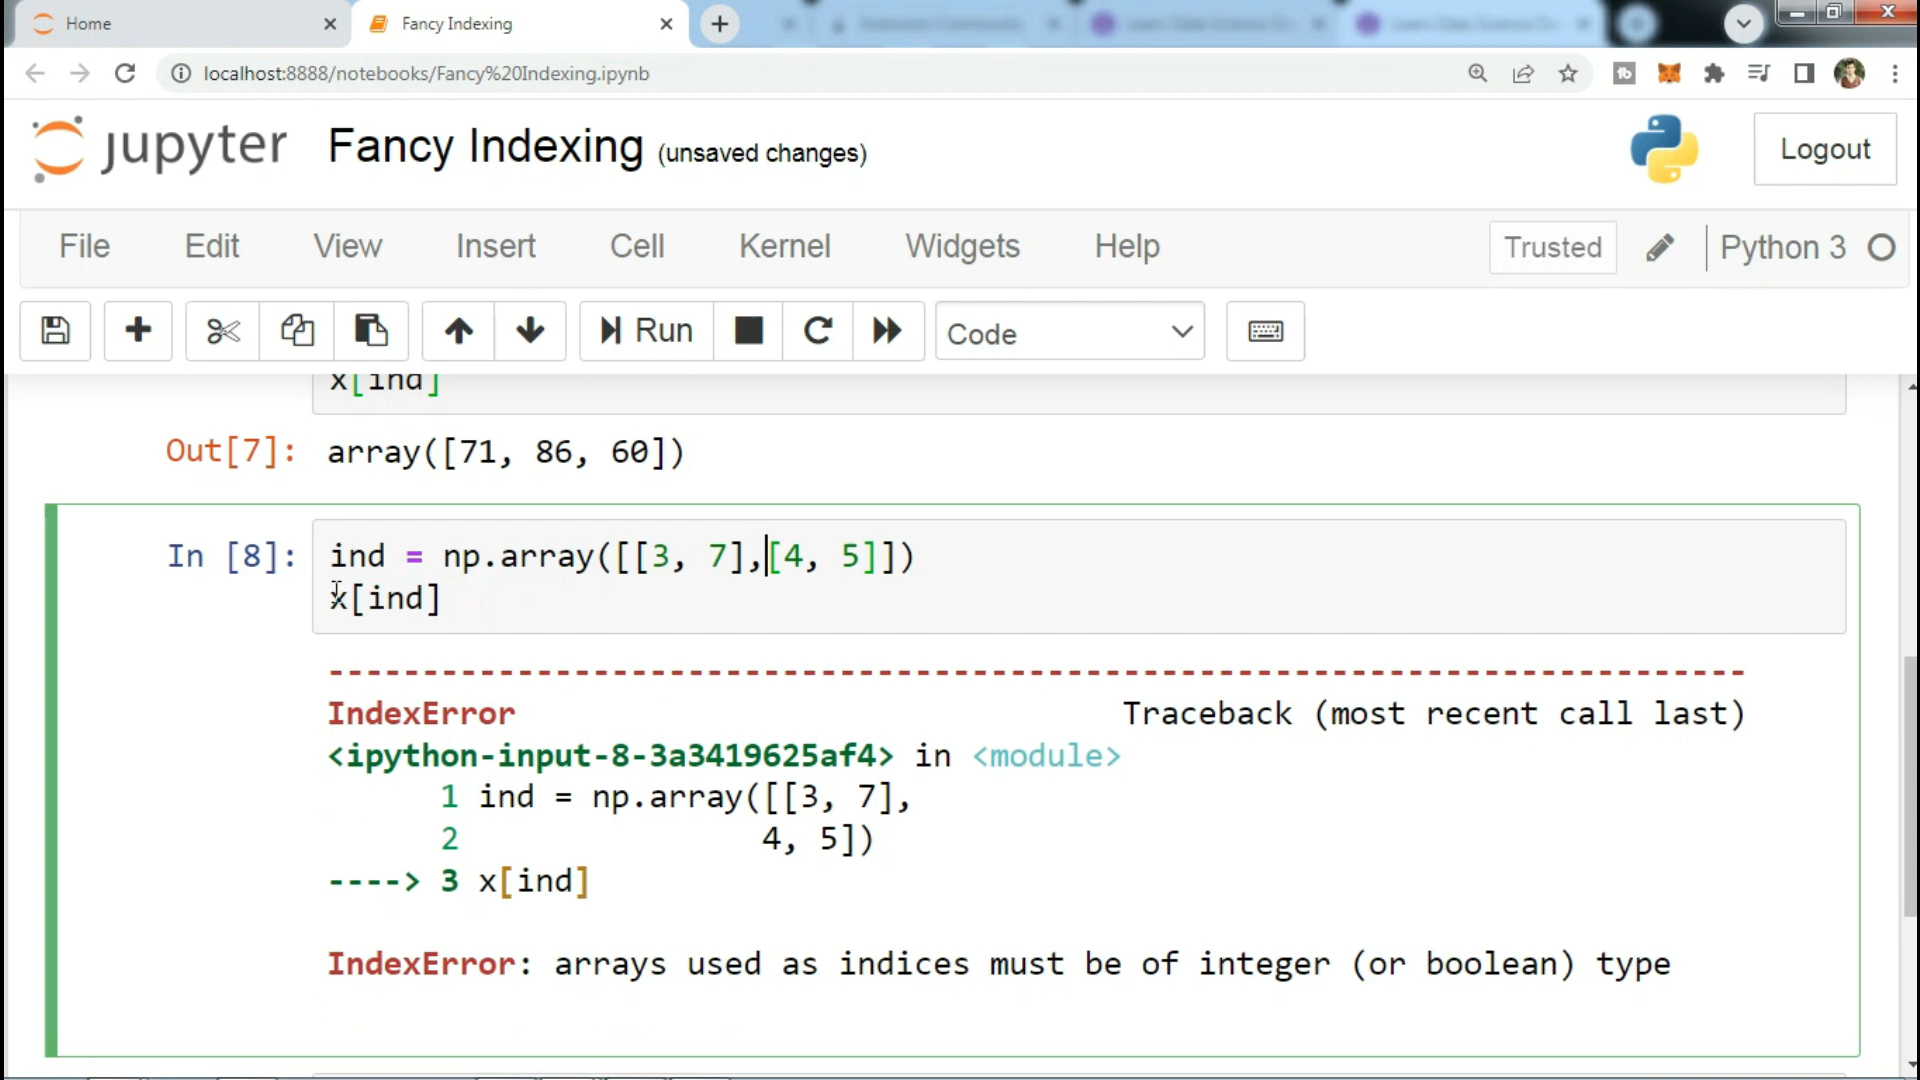 Home
Fancy Indexing
localhost:8888/notebooks/Fancy%20Indexing.ipynb
jupyter Fancy Indexing (unsaved changes)
Logout
File Edit View Insert Cell Kernel Widgets Help Trusted Python 3
Run Code
x[ind]
Out[7]: array([71, 86, 60])
In [8]: ind = np.array([[3, 7],[4, 5]])
x[ind]
---------------------------------------------------------------------------
IndexError Traceback (most recent call last)
<ipython-input-8-3a3419625af4> in <module>
1 ind = np.array([[3, 7],
2 4, 5])
----> 3 x[ind]
IndexError: arrays used as indices must be of integer (or boolean) type